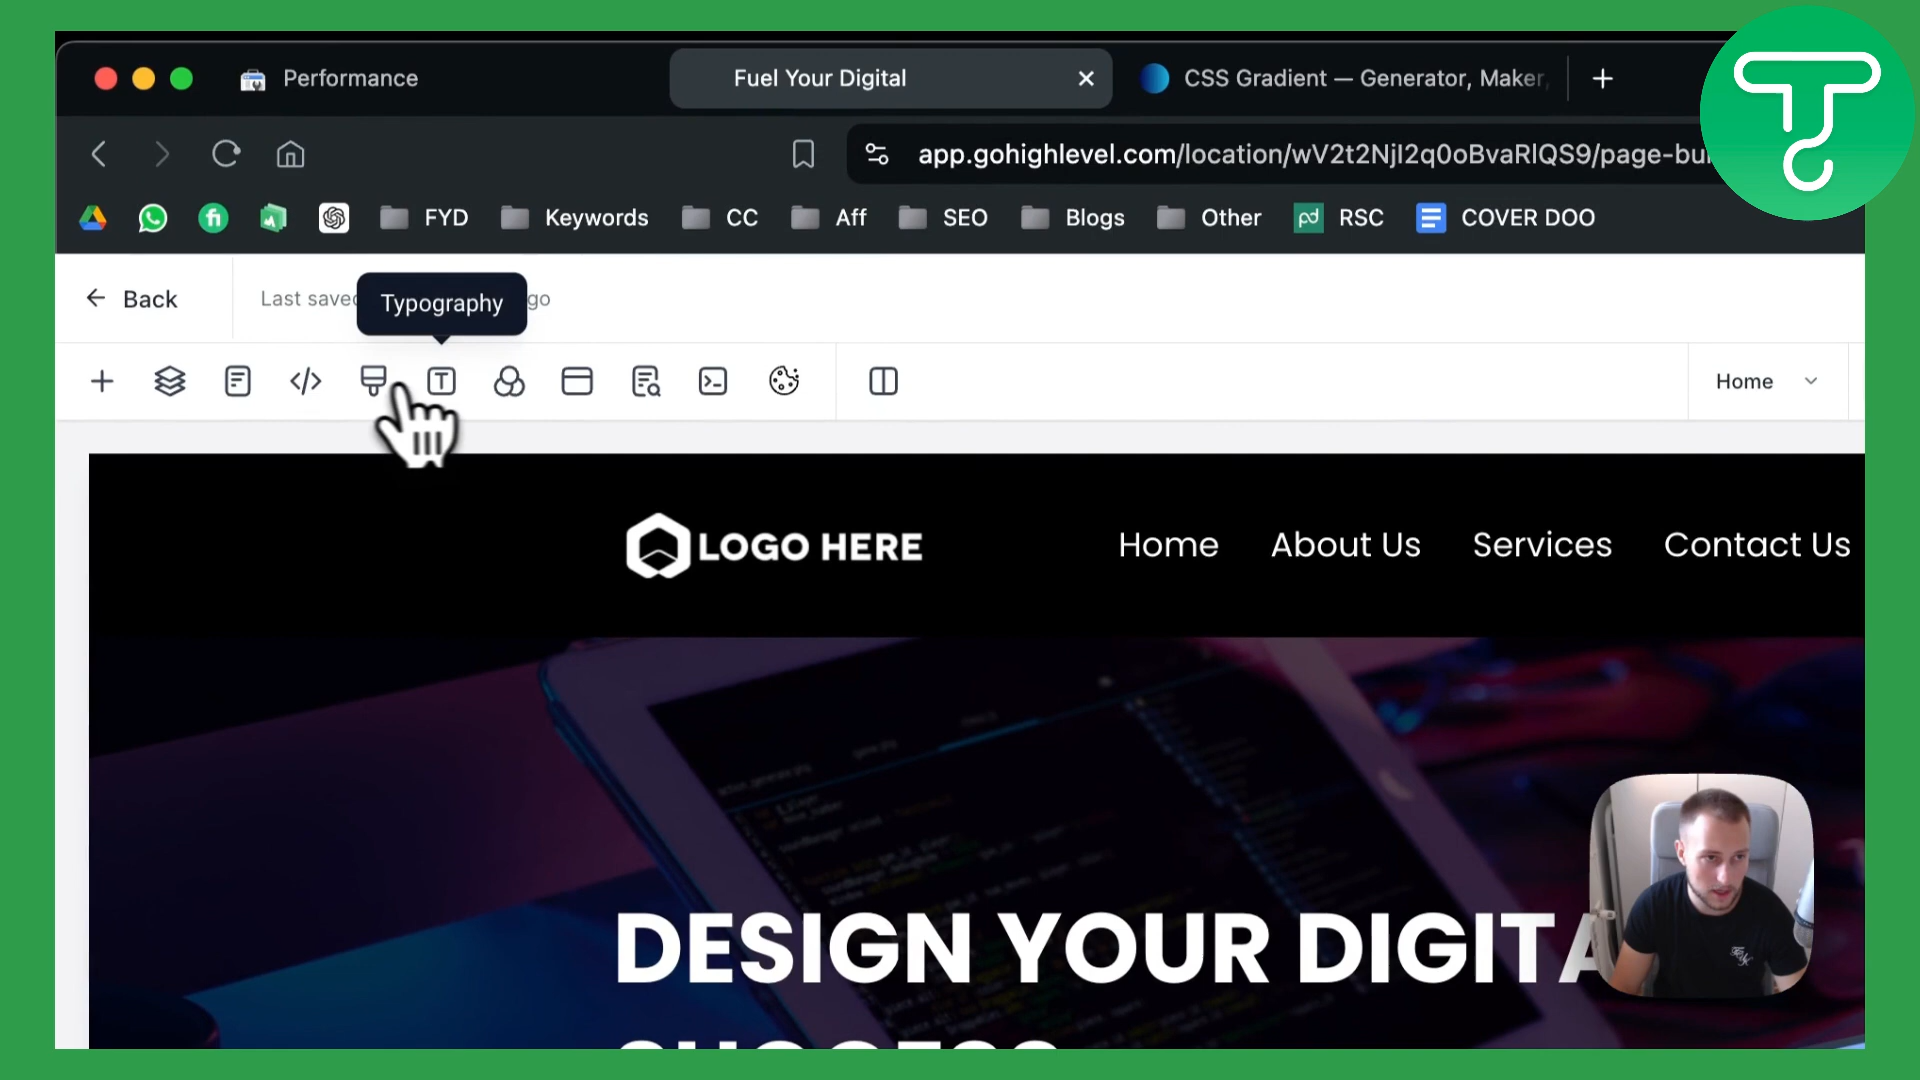 Performance
Fuel Your Digital
CSS Gradient — Generator, Maker,
app.gohighlevel.com/location/wV2t2NjI2q0oBvaRlQS9/page-bui
FYD
Keywords
CC
Aff
SEO
Blogs
Other
RSC
COVER DOO
Back
Last saved
go
Typography
Home
LOGO HERE
Home
About Us
Services
Contact Us
DESIGN YOUR DIGITA